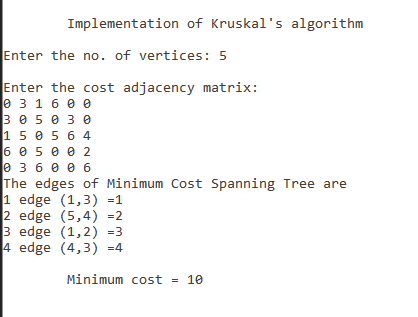 Implementation of Kruskal's algorithm
Enter the no. of vertices: 5
Enter the cost adjacency matrix:
0 3 1 6 0 0
3 0 5 0 3 0
1 5 0 5 6 4
6 0 5 0 0 2
0 3 6 0 0 6
The edges of Minimum Cost Spanning Tree are
1 edge (1,3) =1
2 edge (5,4) =2
3 edge (1,2) =3
4 edge (4,3) =4
Minimum cost = 10